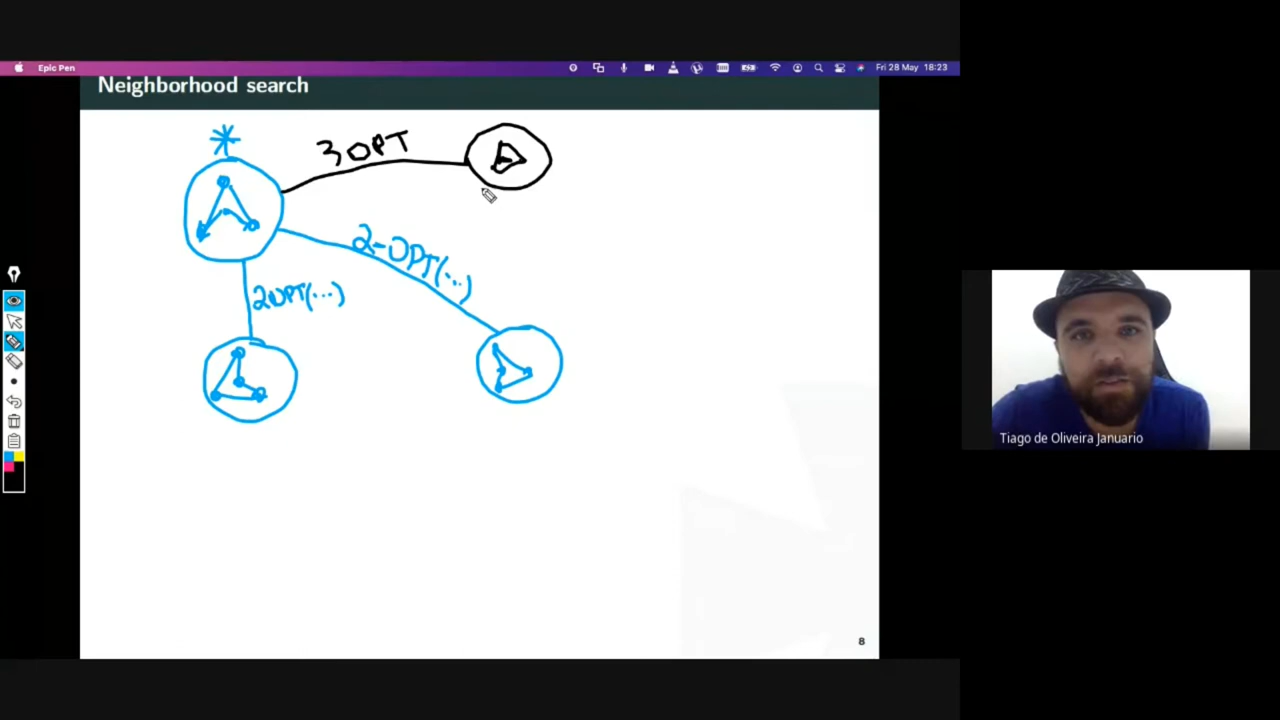 Epic Pen
Fri 28 May 18:23
Neighborhood search
*
3OPT
2-OPT(...)
2OPT(...)
Tiago de Oliveira Januario
8